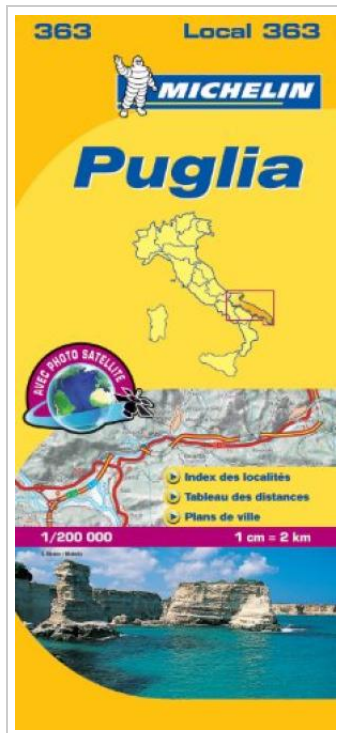 363 Local 363
MICHELIN
Puglia
AVEC PHOTO SATELLITE
Index des localités
Tableau des distances
Plans de ville
1/200 000 1 cm = 2 km